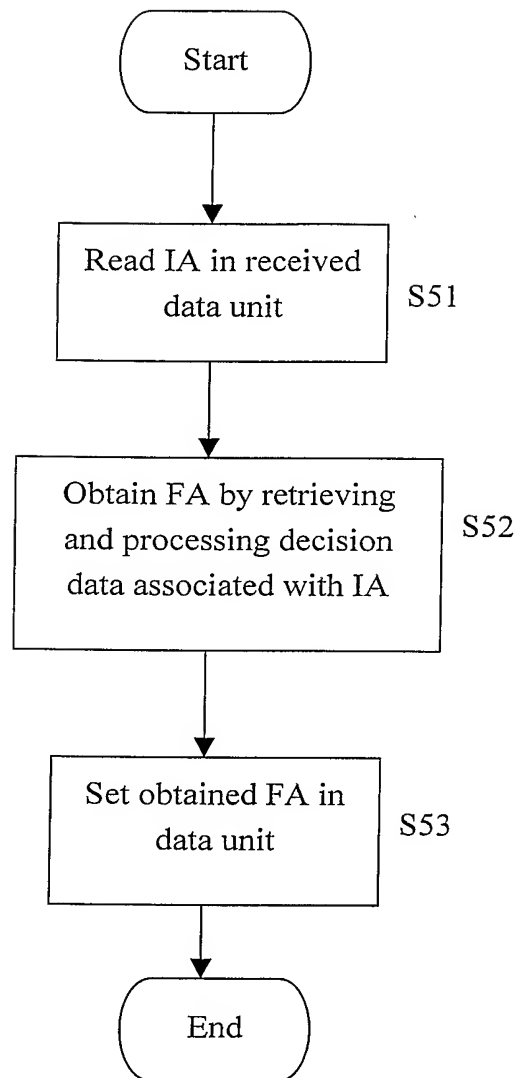 Start
Read IA in received
data unit
S51
Obtain FA by retrieving
and processing decision
data associated with IA
S52
Set obtained FA in
data unit
S53
End